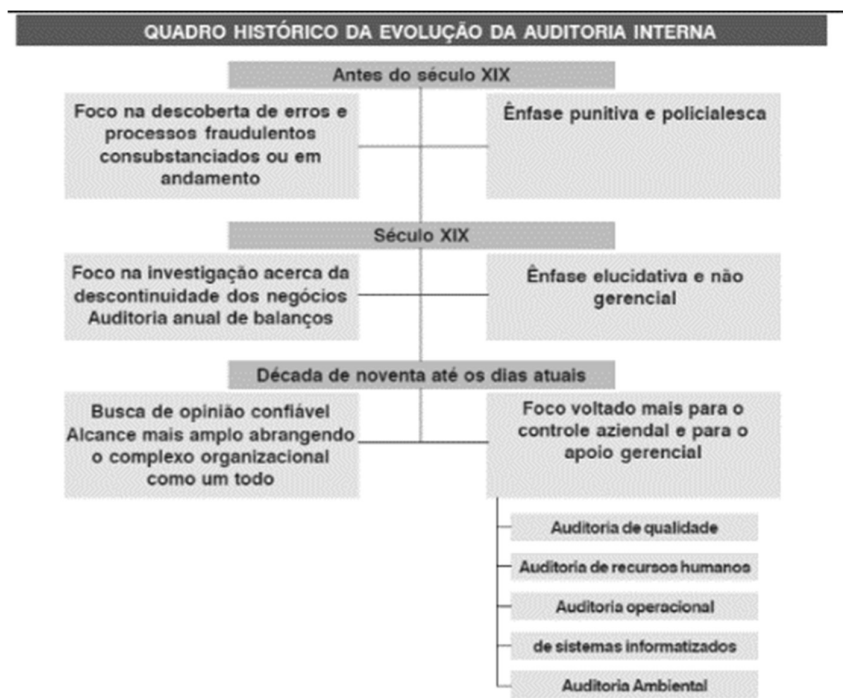 QUADRO HISTÓRICO DA EVOLUÇÃO DA AUDITORIA INTERNA
Antes do século XIX
Foco na descoberta de erros e
processos fraudulentos
consubstanciados ou em
andamento
Ênfase punitiva e policialesca
Século XIX
Foco na investigação acerca da
descontinuidade dos negócios
Auditoria anual de balanços
Ênfase elucidativa e não
gerencial
Década de noventa até os dias atuais
Busca de opinião confiável
Alcance mais amplo abrangendo
o complexo organizacional
como um todo
Foco voltado mais para o
controle aziendal e para o
apoio gerencial
Auditoria de qualidade
Auditoria de recursos humanos
Auditoria operacional
de sistemas informatizados
Auditoria Ambiental